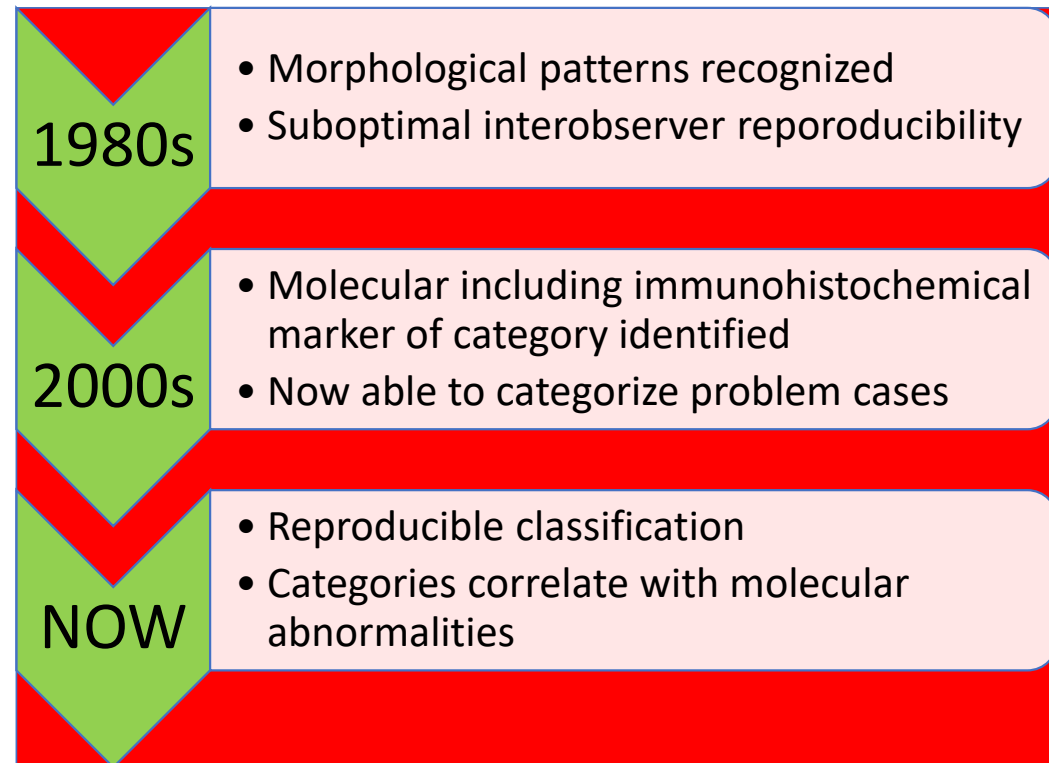 1980s
• Morphological patterns recognized
• Suboptimal interobserver reporoducibility
2000s
• Molecular including immunohistochemical
marker of category identified
• Now able to categorize problem cases
NOW
• Reproducible classification
• Categories correlate with molecular
abnormalities